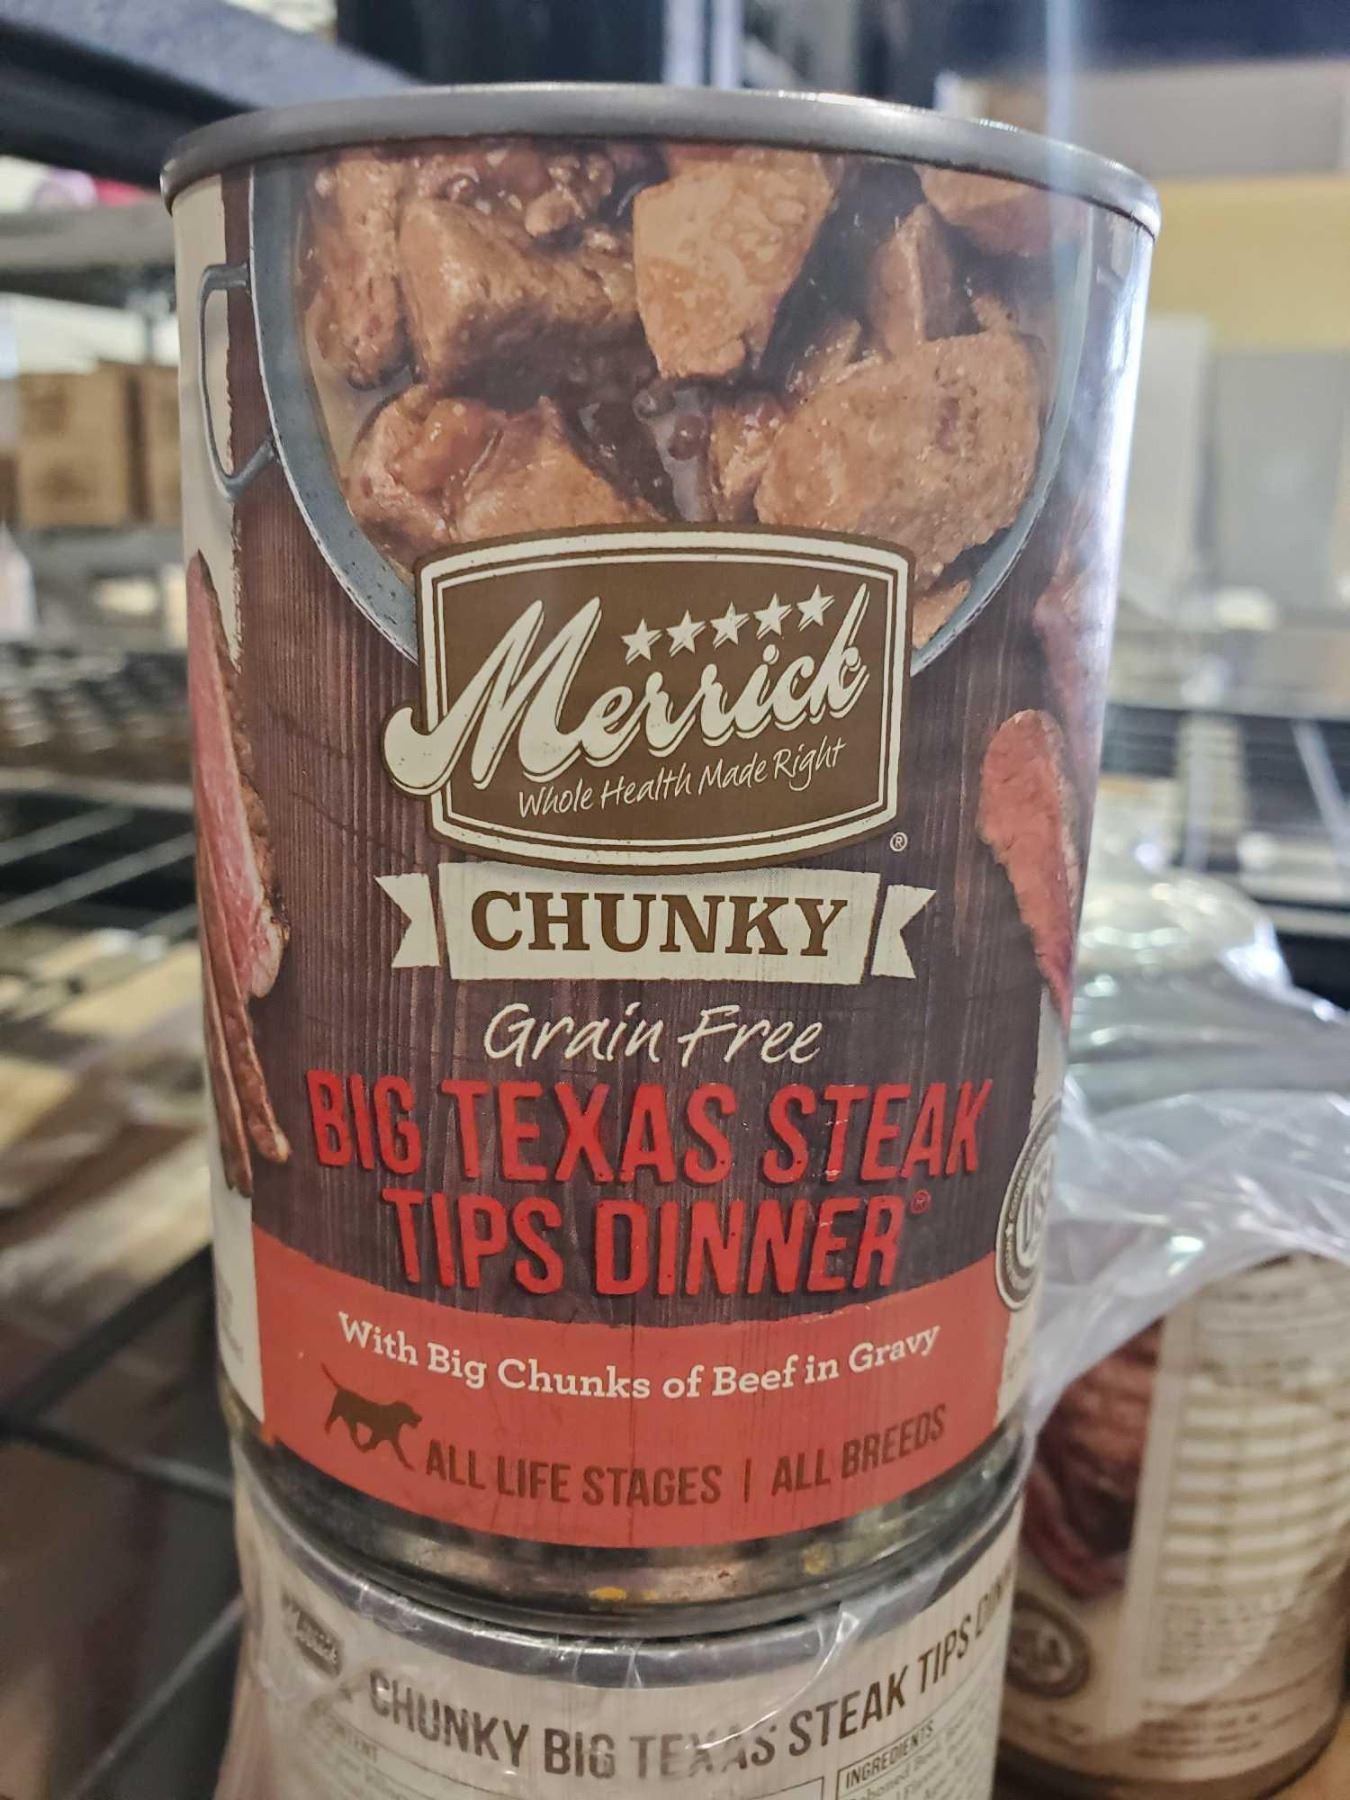 Merrick
Whole Health Made Right
®
CHUNKY
Grain Free
BIG TEXAS STEAK
TIPS DINNER®
With Big Chunks of Beef in Gravy
ALL LIFE STAGES | ALL BREEDS
USA
CHUNKY BIG TEXAS STEAK TIPS
INGREDIENTS